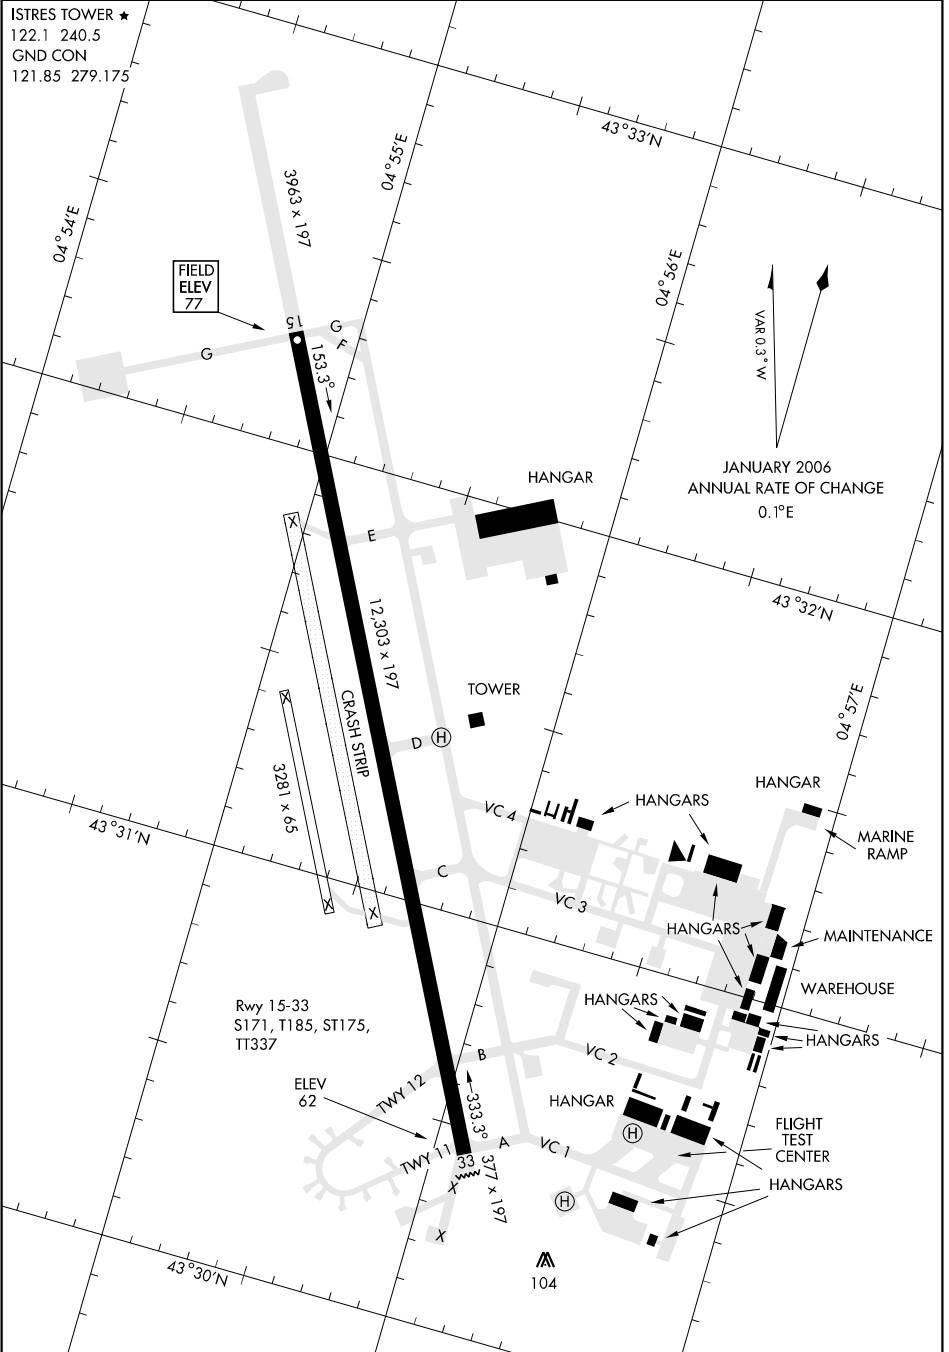 ISTRES TOWER ★
122.1 240.5
GND CON
121.85 279.175
43°33'N
04°55'E
04°54'E
3963 x 197
04°56'E
FIELD
ELEV
77
15
G
F
G
153.3°
VAR 0.3° W
JANUARY 2006
ANNUAL RATE OF CHANGE
0.1°E
HANGAR
X
E
43°32'N
12,303 x 197
TOWER
X
CRASH STRIP
D
H
04°57'E
3281 x 65
43°31'N
HANGAR
HANGARS
VC 4
MARINE
RAMP
C
VC 3
X
X
HANGARS
MAINTENANCE
WAREHOUSE
Rwy 15-33
S171, T185, ST175,
TT337
HANGARS
HANGARS
B
VC 2
ELEV
62
TWY 12
333.3°
HANGAR
H
FLIGHT
TEST
CENTER
TWY 11
33
A
VC 1
377 x 197
X
HANGARS
H
X
43°30'N
104